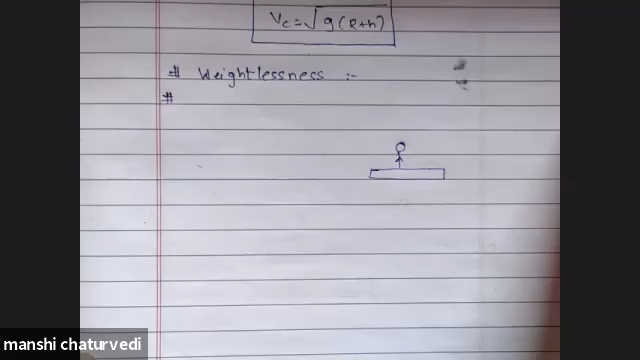 Vc = √g(R+h)
# Weightlessness :-
#
manshi chaturvedi